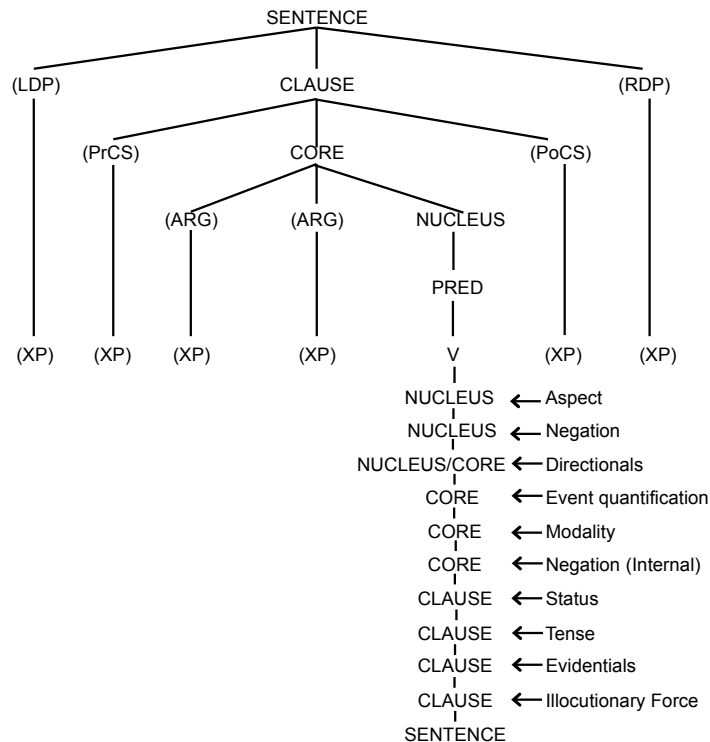 SENTENCE
(LDP) CLAUSE (RDP)
(PrCS) CORE (PoCS)
(ARG) (ARG) NUCLEUS
PRED
(XP) (XP) (XP) (XP) V (XP) (XP)
NUCLEUS Aspect
NUCLEUS Negation
NUCLEUS/CORE Directionals
CORE Event quantification
CORE Modality
CORE Negation (Internal)
CLAUSE Status
CLAUSE Tense
CLAUSE Evidentials
CLAUSE Illocutionary Force
SENTENCE